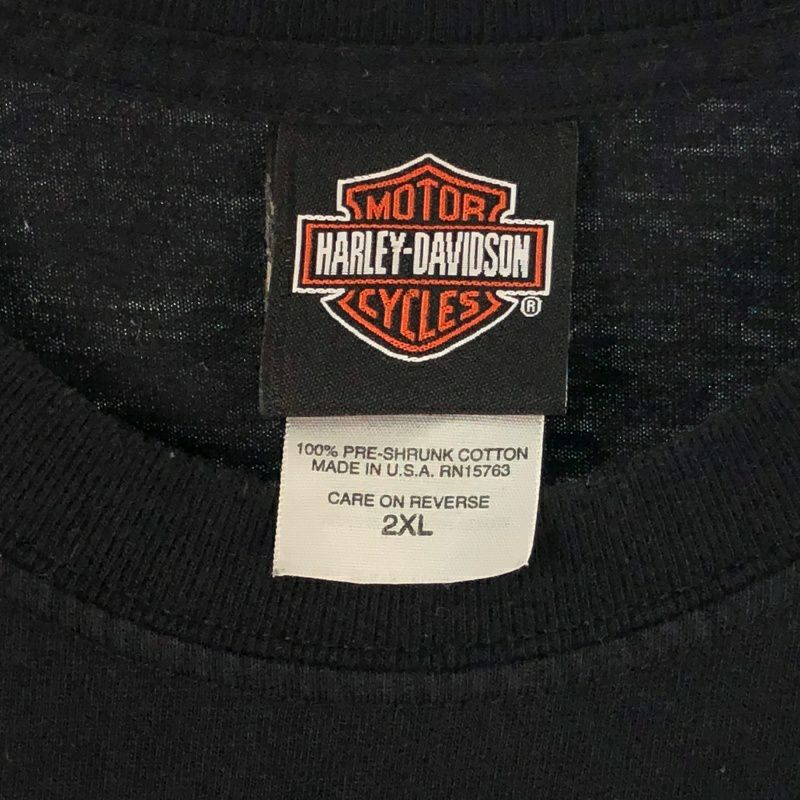 MOTOR
HARLEY-DAVIDSON
CYCLES ®
100% PRE-SHRUNK COTTON
MADE IN U.S.A. RN15763
CARE ON REVERSE
2XL